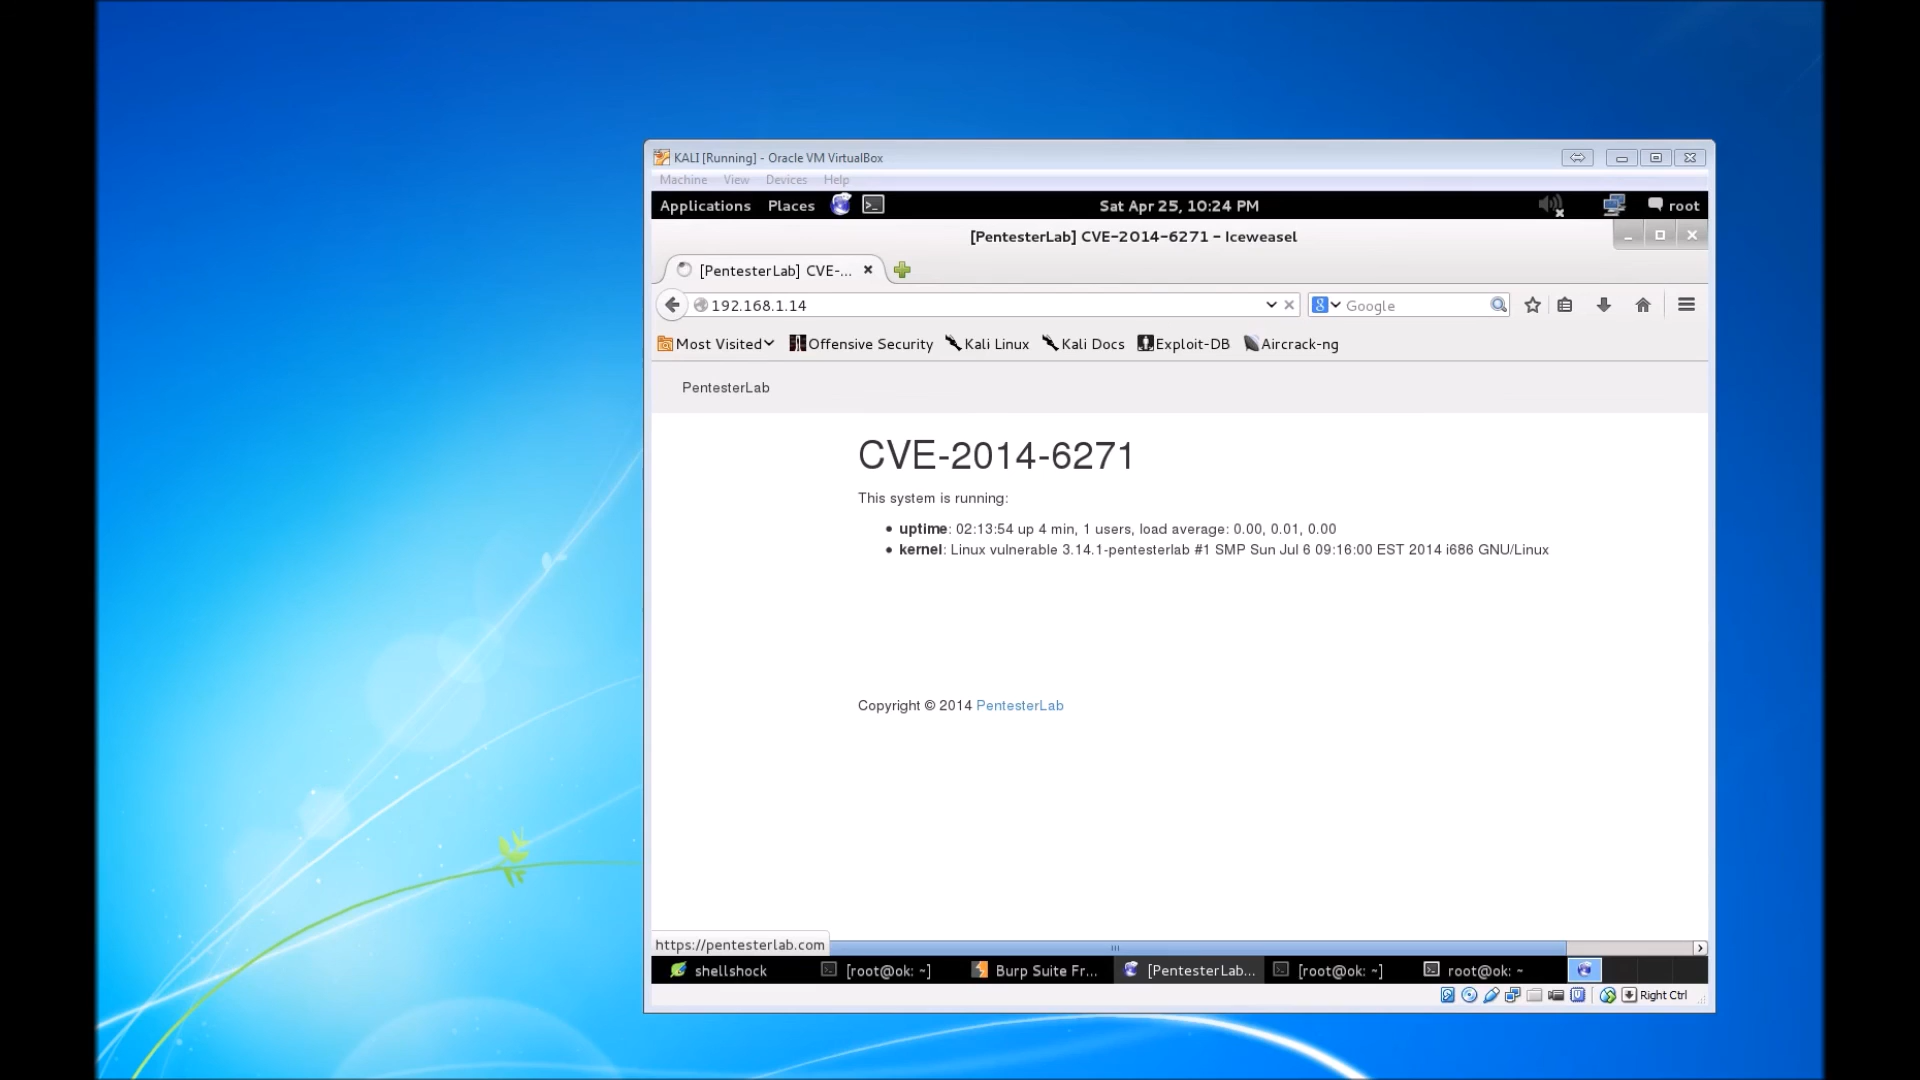 KALI [Running] - Oracle VM VirtualBox
Machine View Devices Help
Applications Places Sat Apr 25, 10:24 PM root
[PentesterLab] CVE-2014-6271 - Iceweasel
[PentesterLab] CVE-...
192.168.1.14 Google
Most Visited Offensive Security Kali Linux Kali Docs Exploit-DB Aircrack-ng
PentesterLab
CVE-2014-6271
This system is running:
• uptime: 02:13:54 up 4 min, 1 users, load average: 0.00, 0.01, 0.00
• kernel: Linux vulnerable 3.14.1-pentesterlab #1 SMP Sun Jul 6 09:16:00 EST 2014 i686 GNU/Linux
Copyright © 2014 PentesterLab
https://pentesterlab.com
shellshock [root@ok: ~] Burp Suite Fr... [PentesterLab... [root@ok: ~] root@ok: ~
Right Ctrl